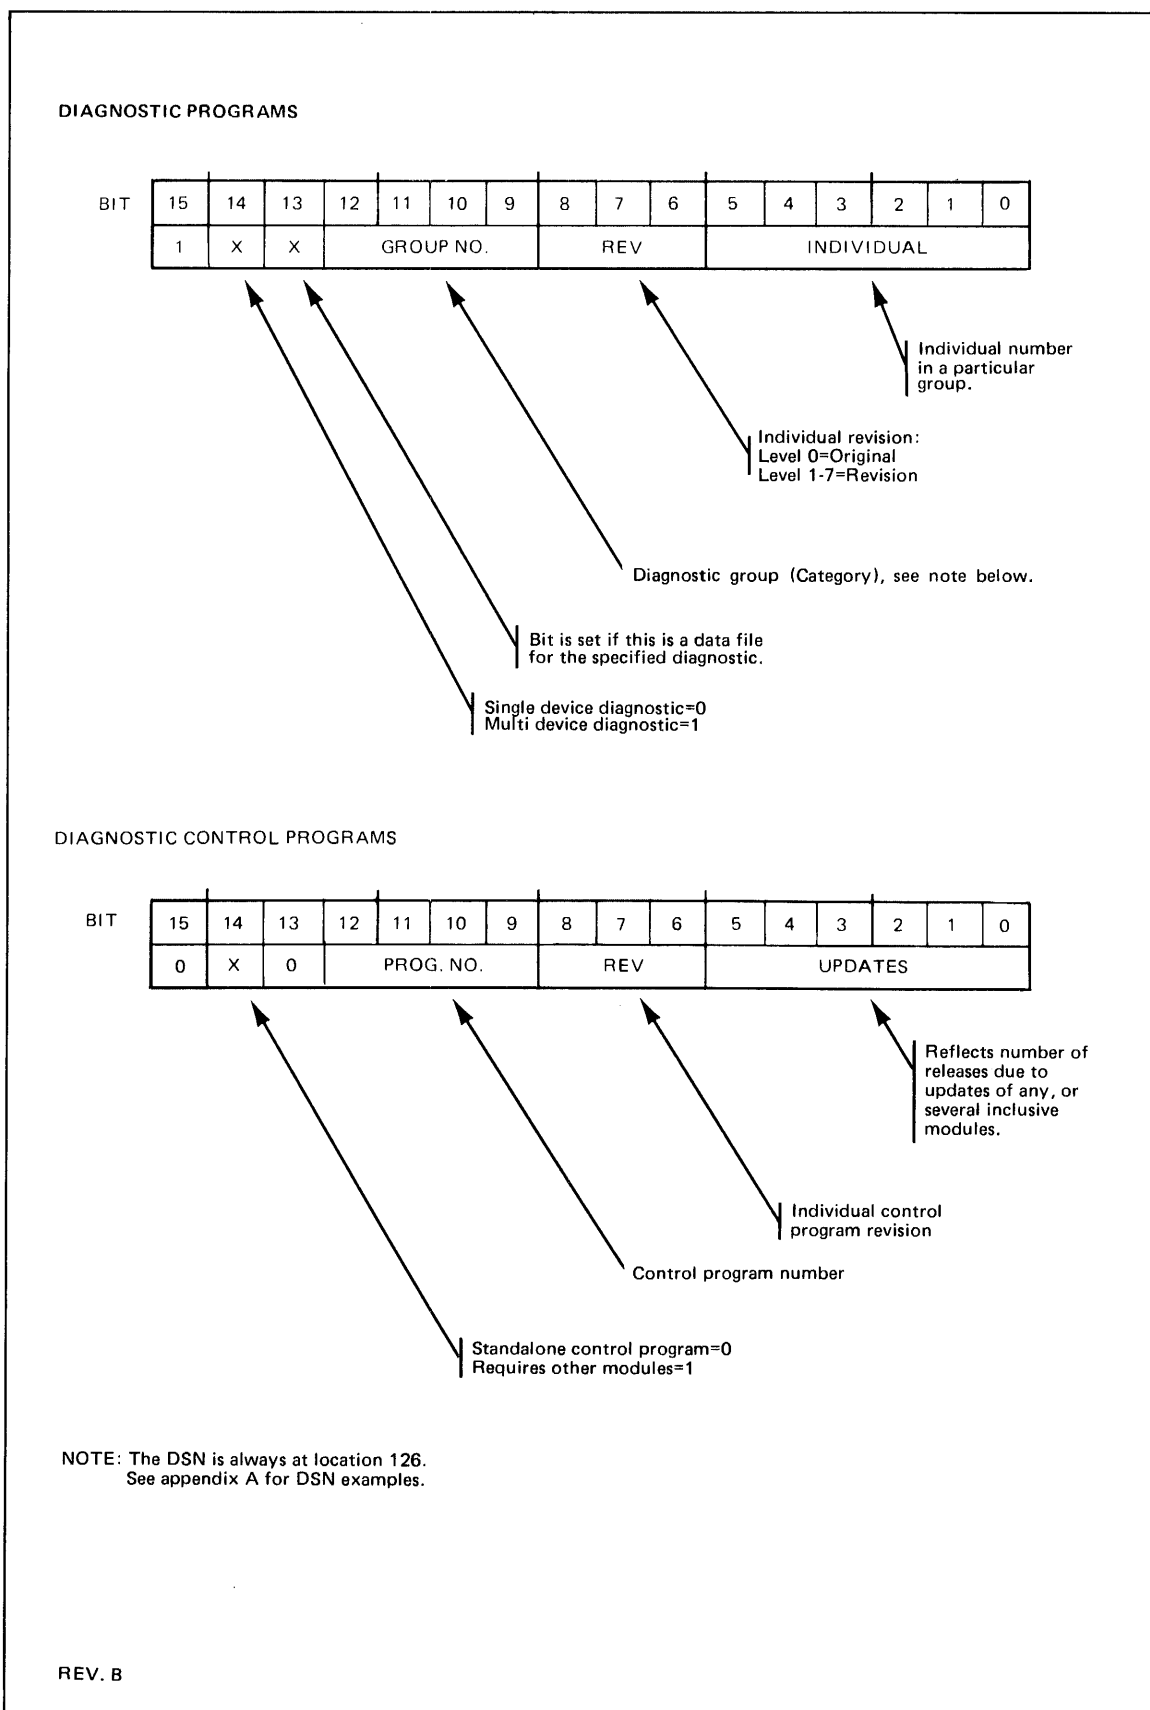 DIAGNOSTIC PROGRAMS
BIT 15 14 13 12 11 10 9 8 7 6 5 4 3 2 1 0
1 X X GROUP NO. REV INDIVIDUAL
Individual number
in a particular
group.
Individual revision:
Level 0=Original
Level 1-7=Revision
Diagnostic group (Category), see note below.
Bit is set if this is a data file
for the specified diagnostic.
Single device diagnostic=0
Multi device diagnostic=1
DIAGNOSTIC CONTROL PROGRAMS
BIT 15 14 13 12 11 10 9 8 7 6 5 4 3 2 1 0
0 X 0 PROG. NO. REV UPDATES
Reflects number of
releases due to
updates of any, or
several inclusive
modules.
Individual control
program revision
Control program number
Standalone control program=0
Requires other modules=1
NOTE: The DSN is always at location 126.
See appendix A for DSN examples.
REV. B